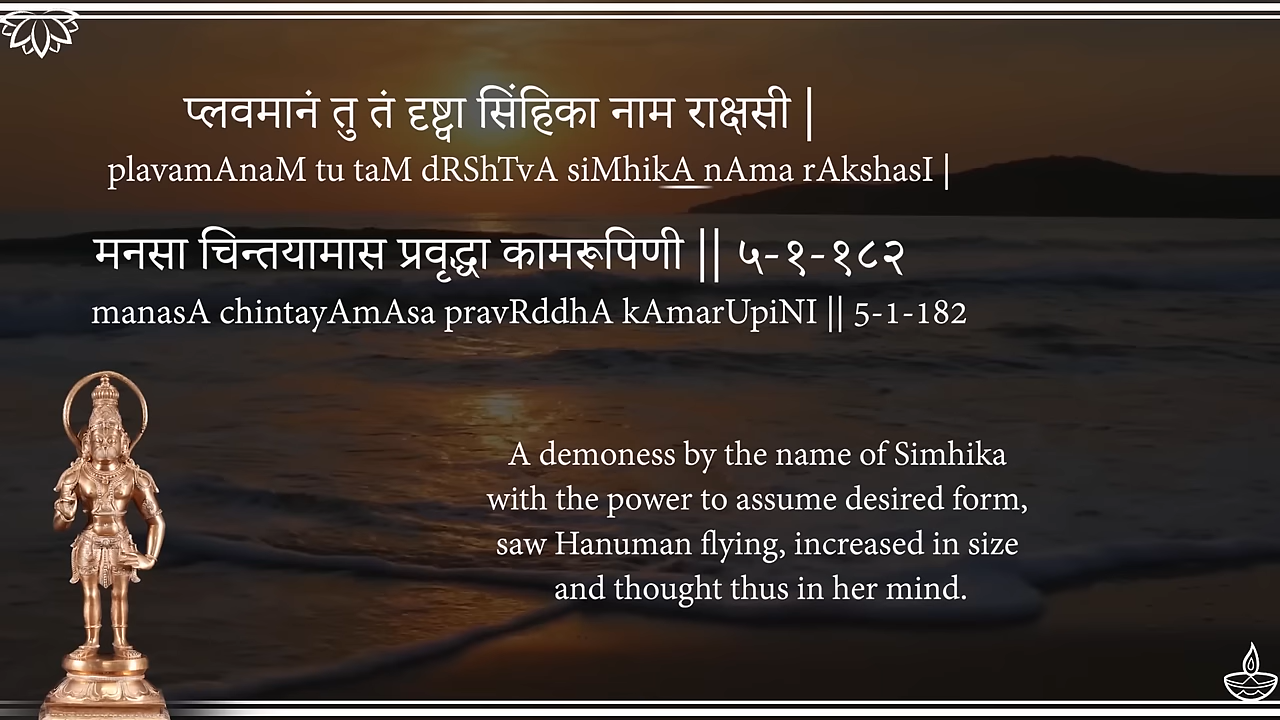 प्लवमानं तु तं दृष्ट्वा सिंहिका नाम राक्षसी |
plavamAnaM tu taM dRShTvA siMhikA nAma rAkshasI |
मनसा चिन्तयामास प्रवृद्धा कामरूपिणी || ५-१-१८२
manasA chintayAmAsa pravRddhA kAmarUpiNI || 5-1-182
A demoness by the name of Simhika
with the power to assume desired form,
saw Hanuman flying, increased in size
and thought thus in her mind.